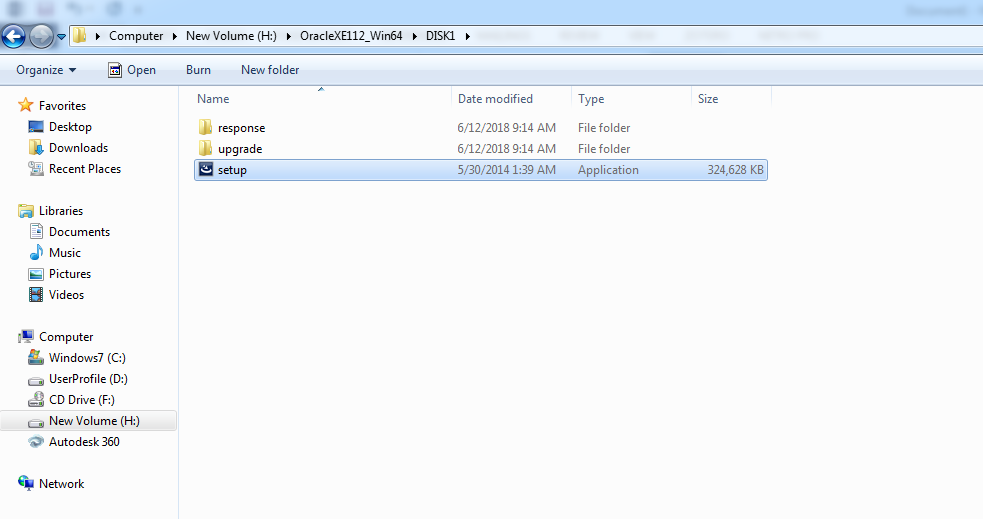 Computer New Volume (H:) OracleXE112_Win64 DISK1
Organize Open Burn New folder
Name Date modified Type Size
response 6/12/2018 9:14 AM File folder
upgrade 6/12/2018 9:14 AM File folder
setup 5/30/2014 1:39 AM Application 324,628 KB
Favorites
Desktop
Downloads
Recent Places
Libraries
Documents
Music
Pictures
Videos
Computer
Windows7 (C:)
UserProfile (D:)
CD Drive (F:)
New Volume (H:)
Autodesk 360
Network